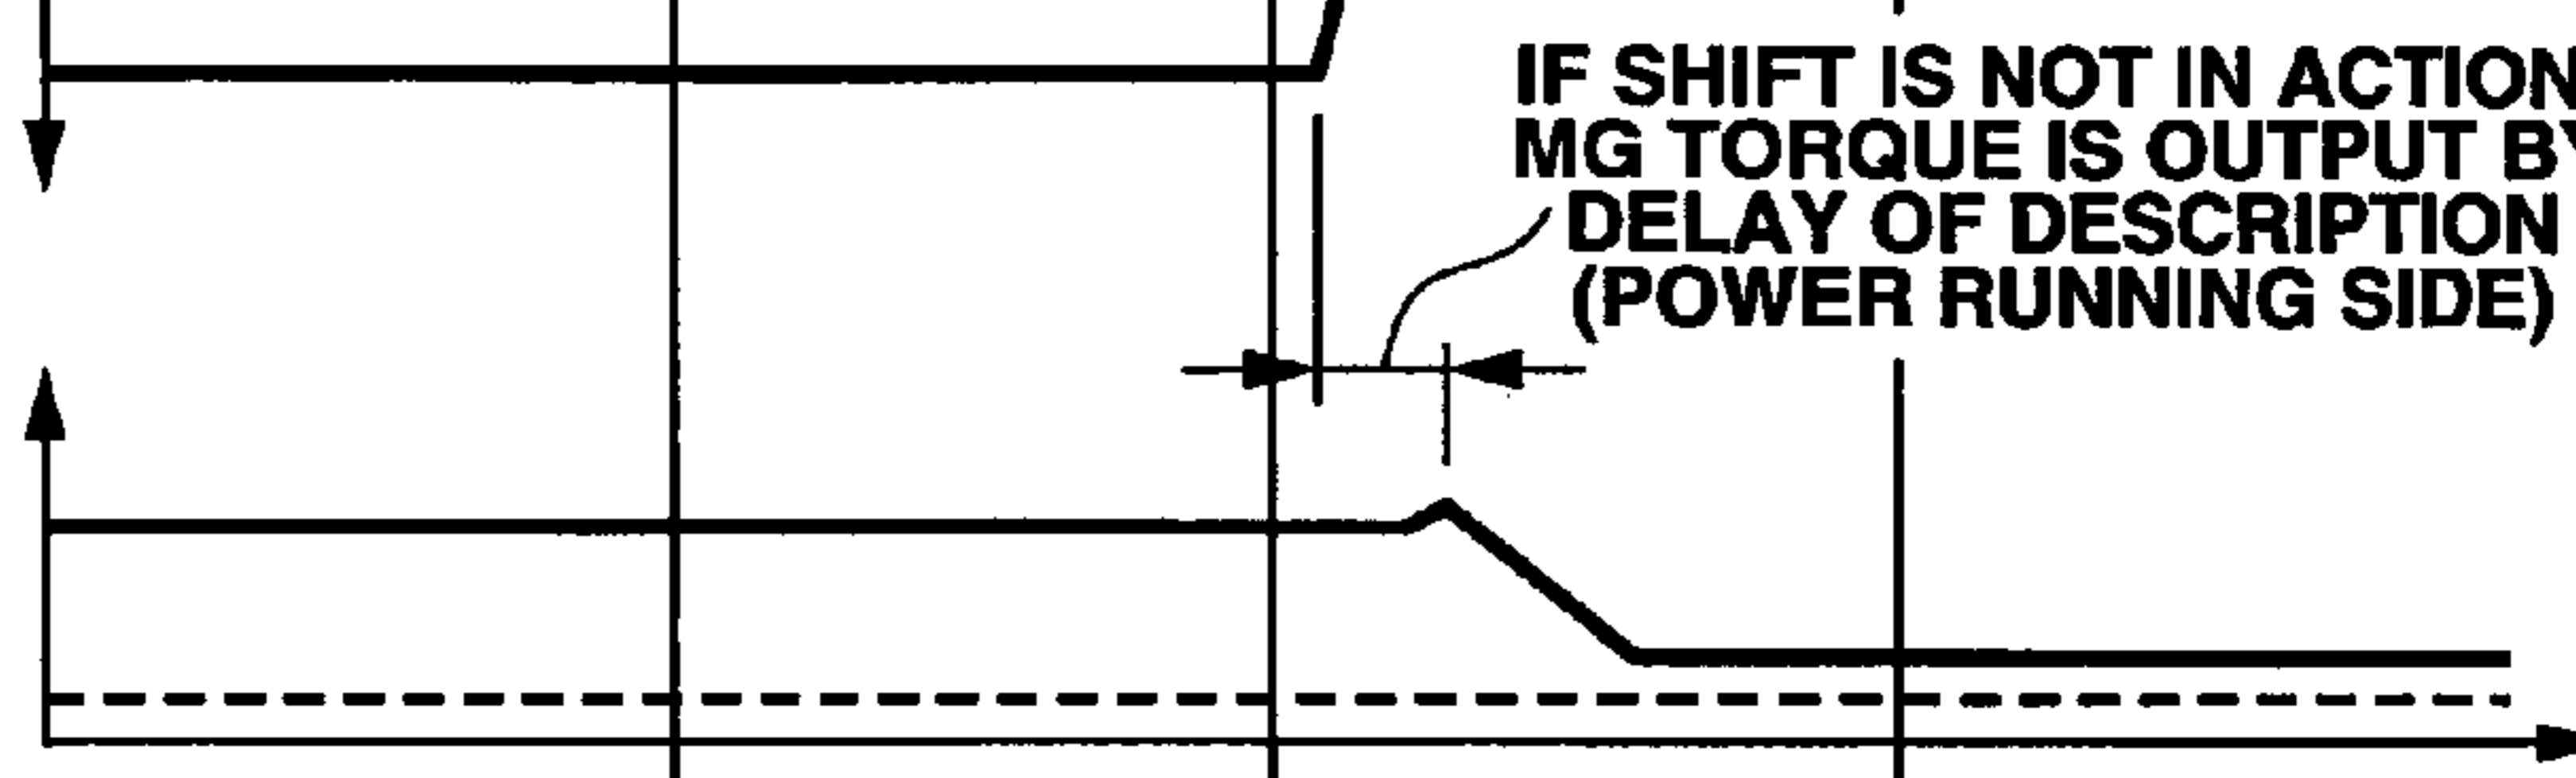 IF SHIFT IS NOT IN ACTION
MG TORQUE IS OUTPUT BY
DELAY OF DESCRIPTION
(POWER RUNNING SIDE)